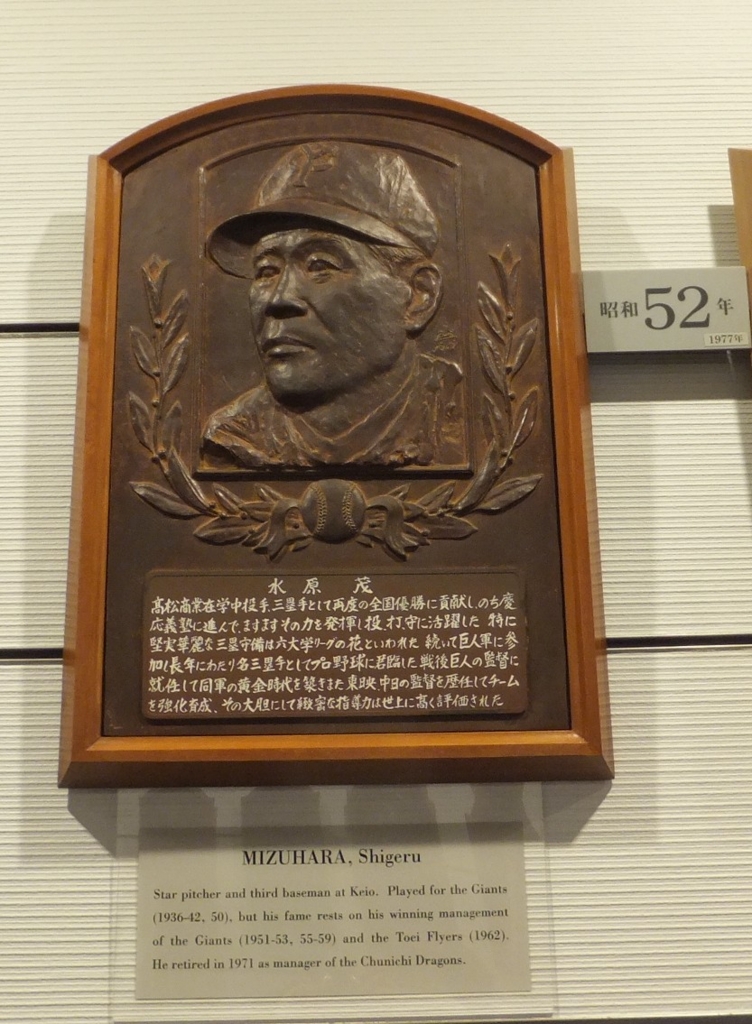 P
昭和52年
1977年
水原 茂
高松商業在学中投手、三塁手として再度の全国優勝に貢献し、のち慶
応義塾に進んで、ますますその力を発揮し投、打、守に活躍した 特に
堅実華麗な三塁守備は六大学リーグの花といわれた 続いて巨人軍に参
加し長年にわたり名三塁手としてプロ野球に君臨した 戦後巨人の監督に
就任して同軍の黄金時代を築きまた東映、中日の監督を歴任してチーム
を強化育成、その大胆にして緻密な指導力は世上に高く評価された
MIZUHARA, Shigeru
Star pitcher and third baseman at Keio. Played for the Giants
(1936-42, 50), but his fame rests on his winning management
of the Giants (1951-53, 55-59) and the Toei Flyers (1962).
He retired in 1971 as manager of the Chunichi Dragons.